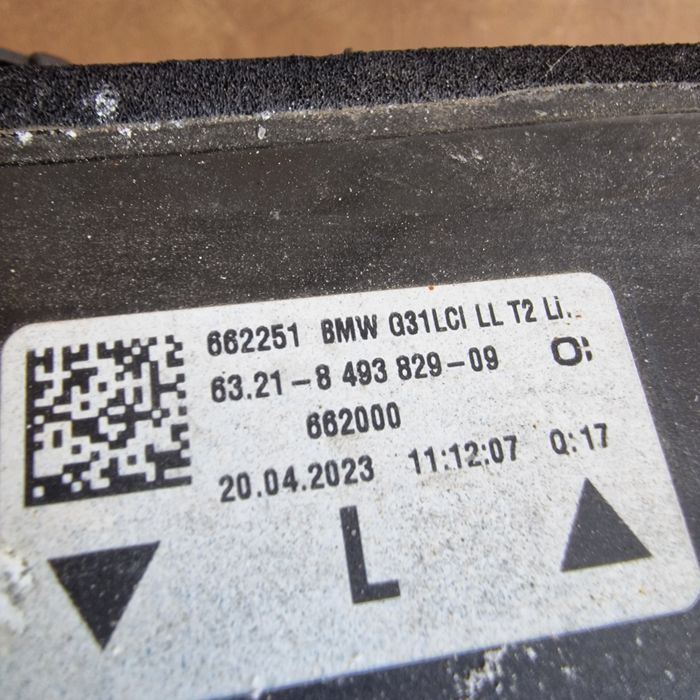 662251 BMW G31LCI LL T2 Li..
63.21-8 493 829-09
662000
20.04.2023 11:12:07 Q:17
L